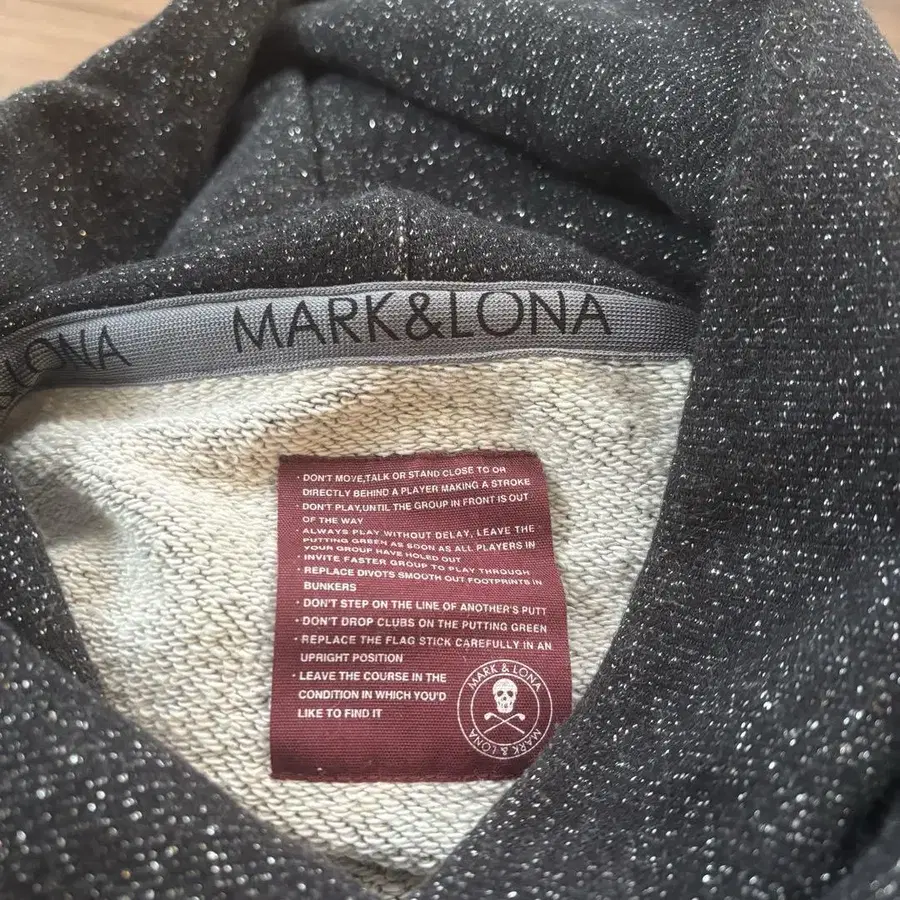 LONA
MARK&LONA
· DON'T MOVE,TALK OR STAND CLOSE TO OR
DIRECTLY BEHIND A PLAYER MAKING A STROKE
· DON'T PLAY,UNTIL THE GROUP IN FRONT IS OUT
OF THE WAY
· ALWAYS PLAY WITHOUT DELAY, LEAVE THE
PUTTING GREEN AS SOON AS ALL PLAYERS IN
YOUR GROUP HAVE HOLED OUT
· INVITE FASTER GROUP TO PLAY THROUGH
· REPLACE DIVOTS SMOOTH OUT FOOTPRINTS IN
BUNKERS
· DON'T STEP ON THE LINE OF ANOTHER'S PUTT
· DON'T DROP CLUBS ON THE PUTTING GREEN
· REPLACE THE FLAG STICK CAREFULLY IN AN
UPRIGHT POSITION
· LEAVE THE COURSE IN THE
CONDITION IN WHICH YOU'D
LIKE TO FIND IT
MARK & LONA
MARK & LONA